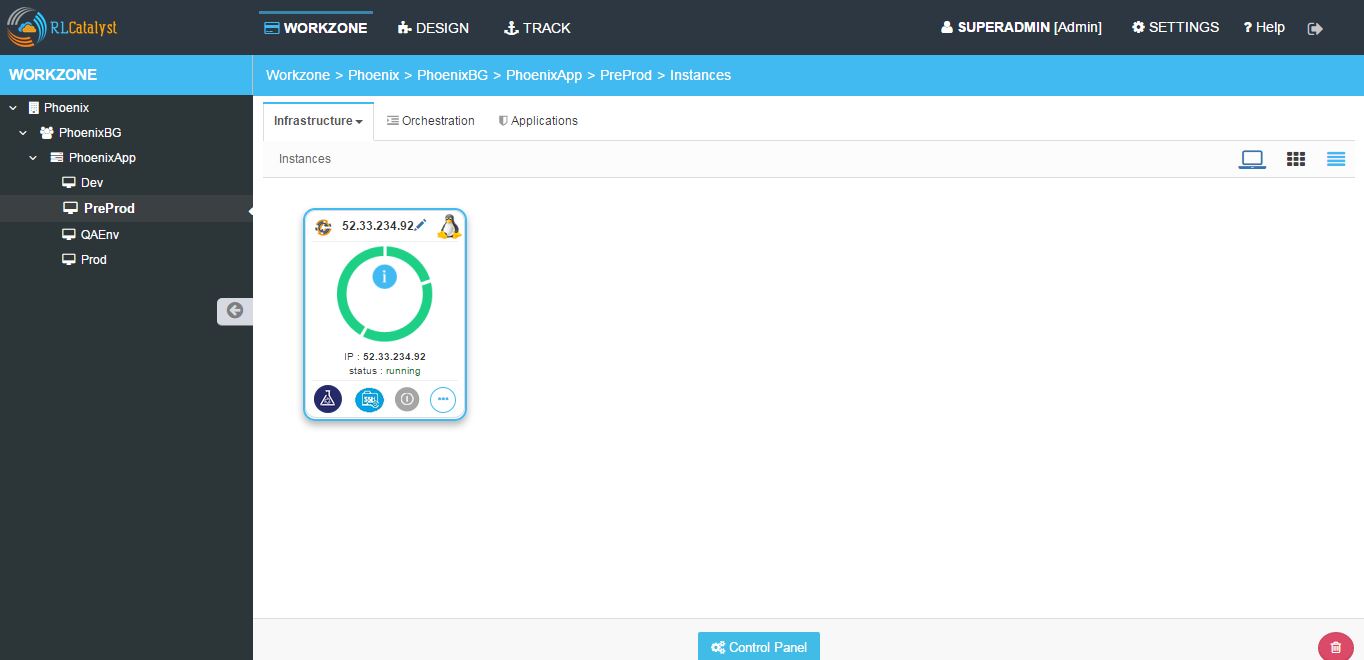 RLCatalyst
WORKZONE DESIGN TRACK SUPERADMIN [Admin] SETTINGS ? Help
WORKZONE
Workzone > Phoenix > PhoenixBG > PhoenixApp > PreProd > Instances
Phoenix
PhoenixBG
PhoenixApp
Dev
PreProd
QAEnv
Prod
Infrastructure Orchestration Applications
Instances
52.33.234.92
i
IP : 52.33.234.92
status : running
Control Panel